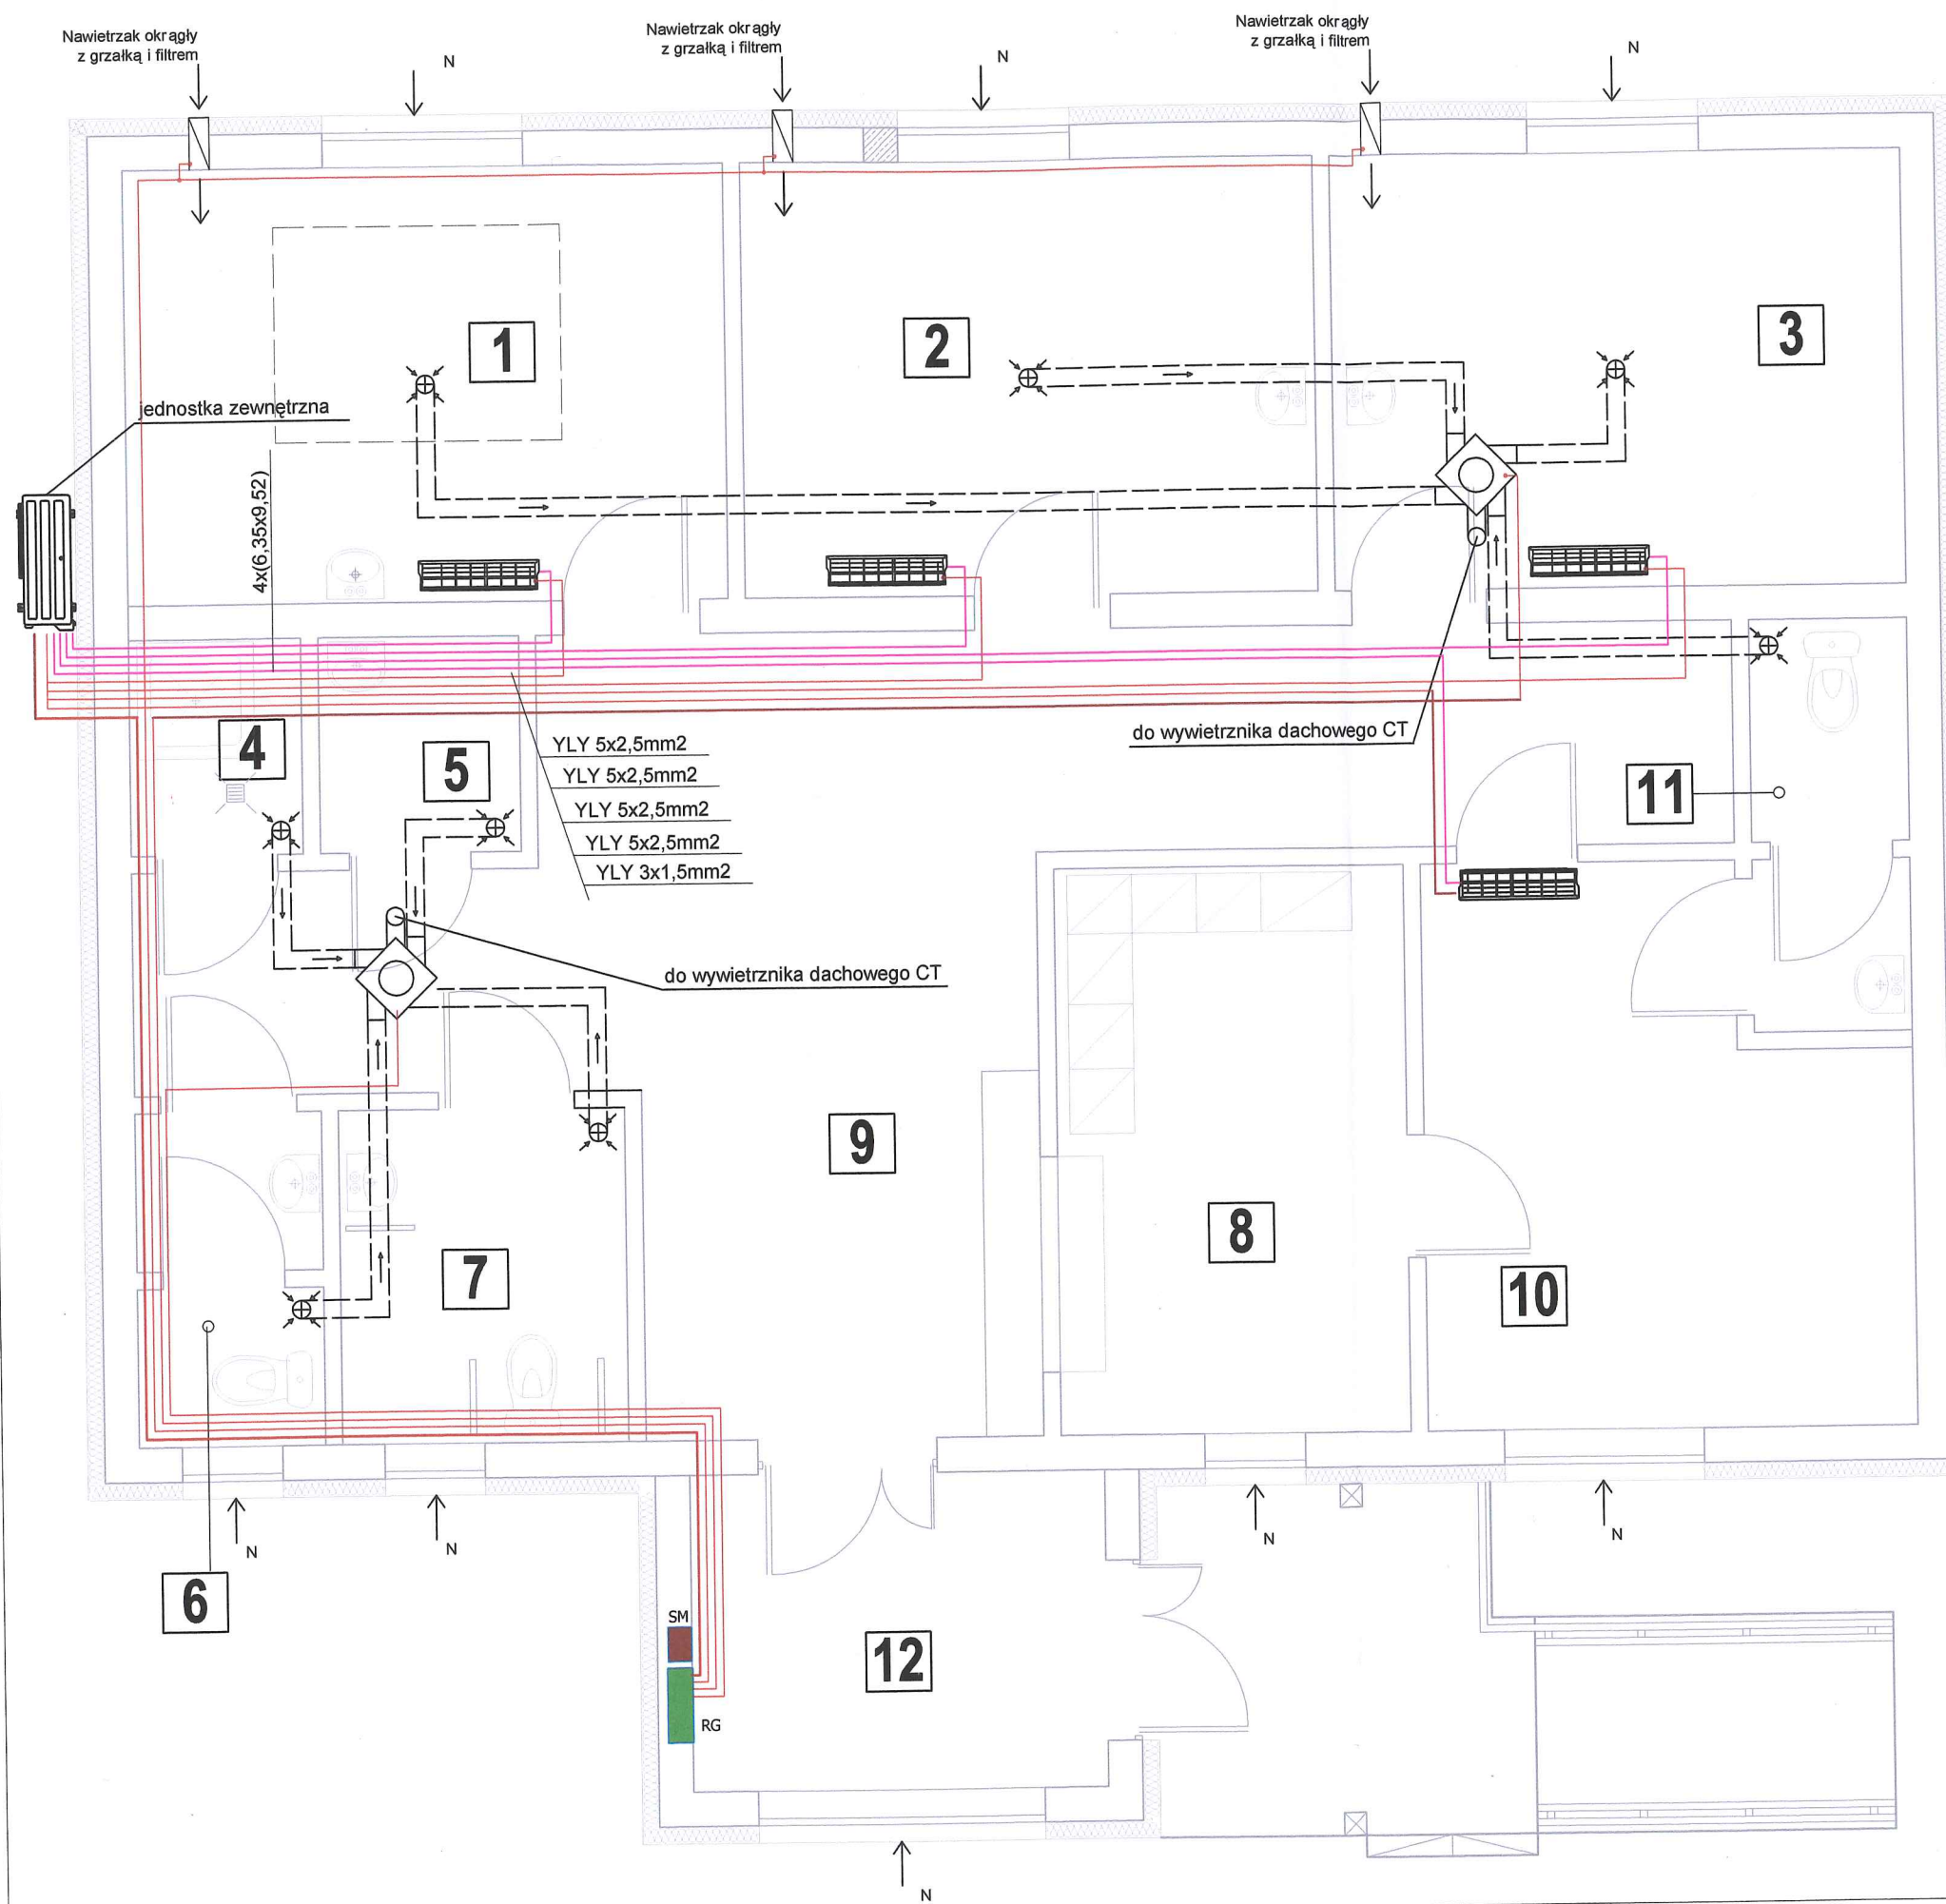 Nawietrzak okrągły
z grzałką i filtrem
N
Nawietrzak okrągły
z grzałką i filtrem
N
Nawietrzak okrągły
z grzałką i filtrem
N
1
2
3
jednostka zewnętrzna
4x(6,35x9,52)
4
5
YLY 5x2,5mm2
YLY 5x2,5mm2
YLY 5x2,5mm2
YLY 5x2,5mm2
YLY 3x1,5mm2
do wywietrznika dachowego CT
11
do wywietrznika dachowego CT
9
8
7
10
N
N
N
N
6
SM
12
RG
N